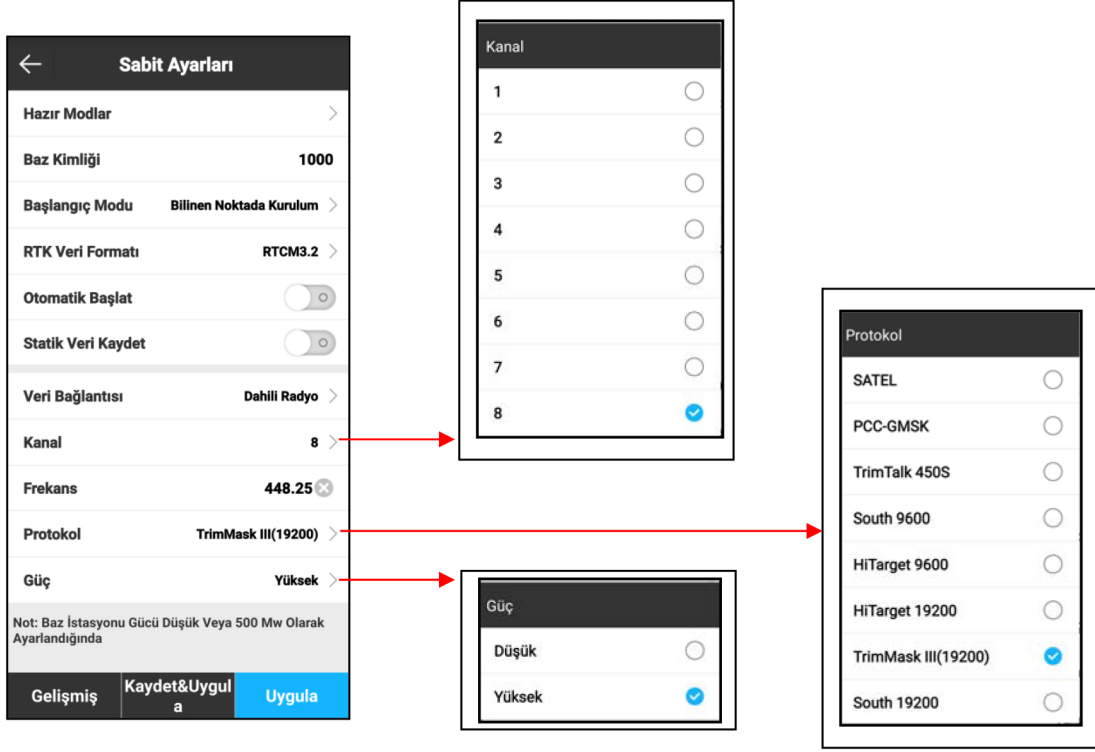 Sabit Ayarları
Hazır Modlar
Baz Kimliği 1000
Başlangıç Modu Bilinen Noktada Kurulum
RTK Veri Formatı RTCM3.2
Otomatik Başlat
Statik Veri Kaydet
Veri Bağlantısı Dahili Radyo
Kanal 8
Frekans 448.25
Protokol TrimMask III(19200)
Güç Yüksek
Not: Baz İstasyonu Gücü Düşük Veya 500 Mw Olarak
Ayarlandığında
Gelişmiş
Kaydet&Uygul
a
Uygula
Kanal
1
2
3
4
5
6
7
8
Güç
Düşük
Yüksek
Protokol
SATEL
PCC-GMSK
TrimTalk 450S
South 9600
HiTarget 9600
HiTarget 19200
TrimMask III(19200)
South 19200